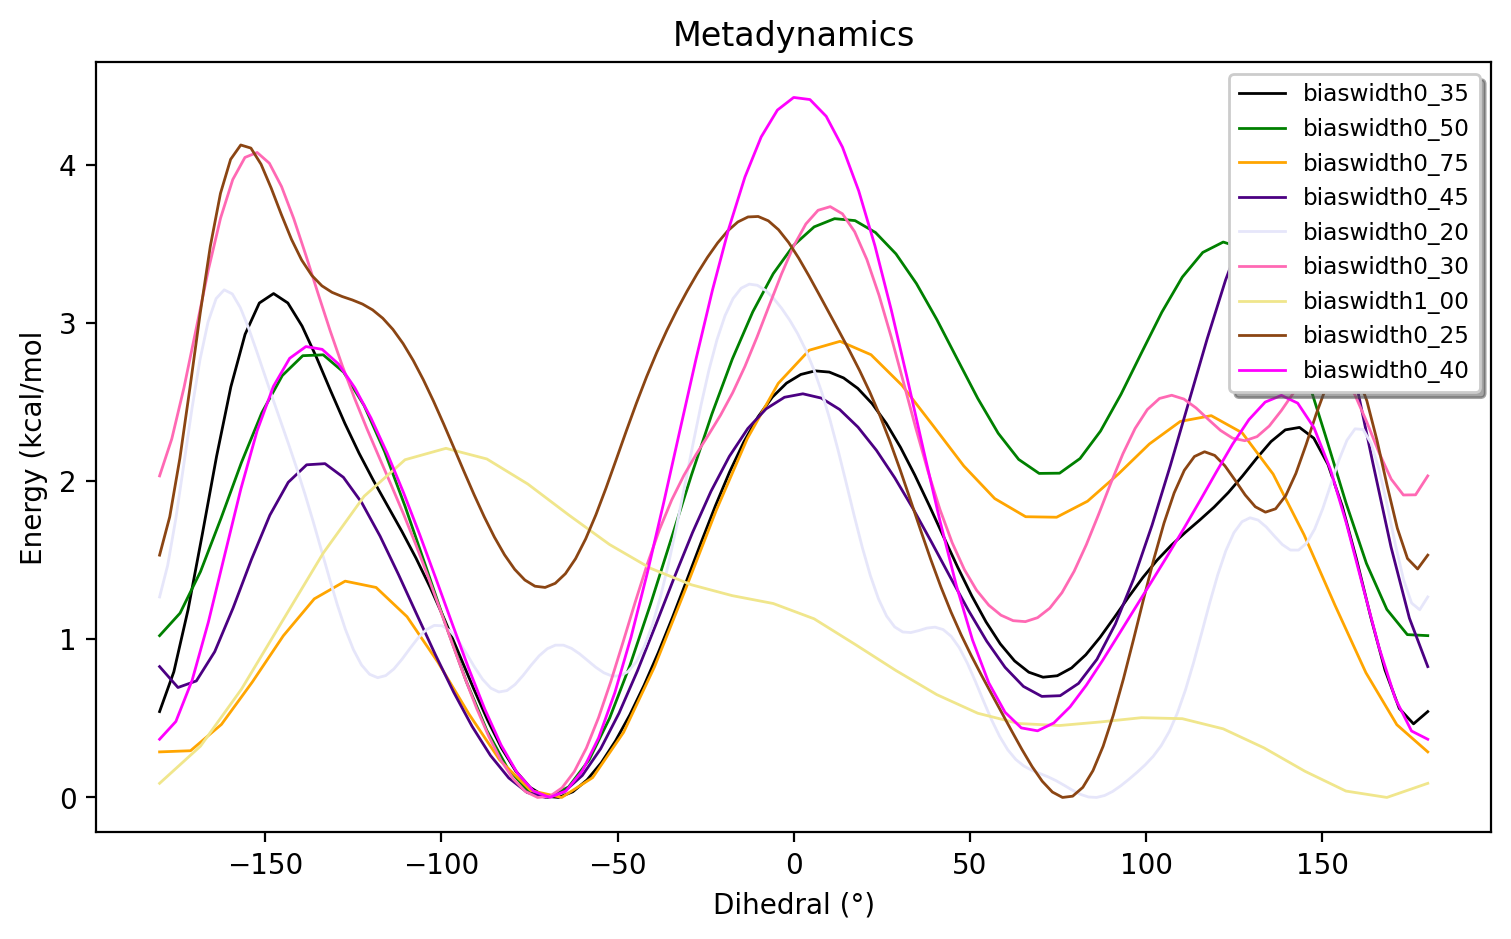 Metadynamics
biaswidth0_35
biaswidth0_50
biaswidth0_75
biaswidth0_45
biaswidth0_20
biaswidth0_30
biaswidth1_00
biaswidth0_25
biaswidth0_40
Energy (kcal/mol
4
3
2
1
0
−150 −100 −50 0 50 100 150
Dihedral (°)